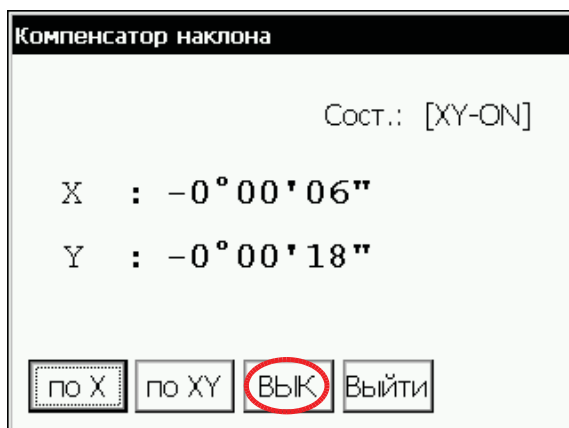 Компенсатор наклона
Сост.: [XY-ON]
X : -0°00'06"
Y : -0°00'18"
по X по XY ВЫК Выйти